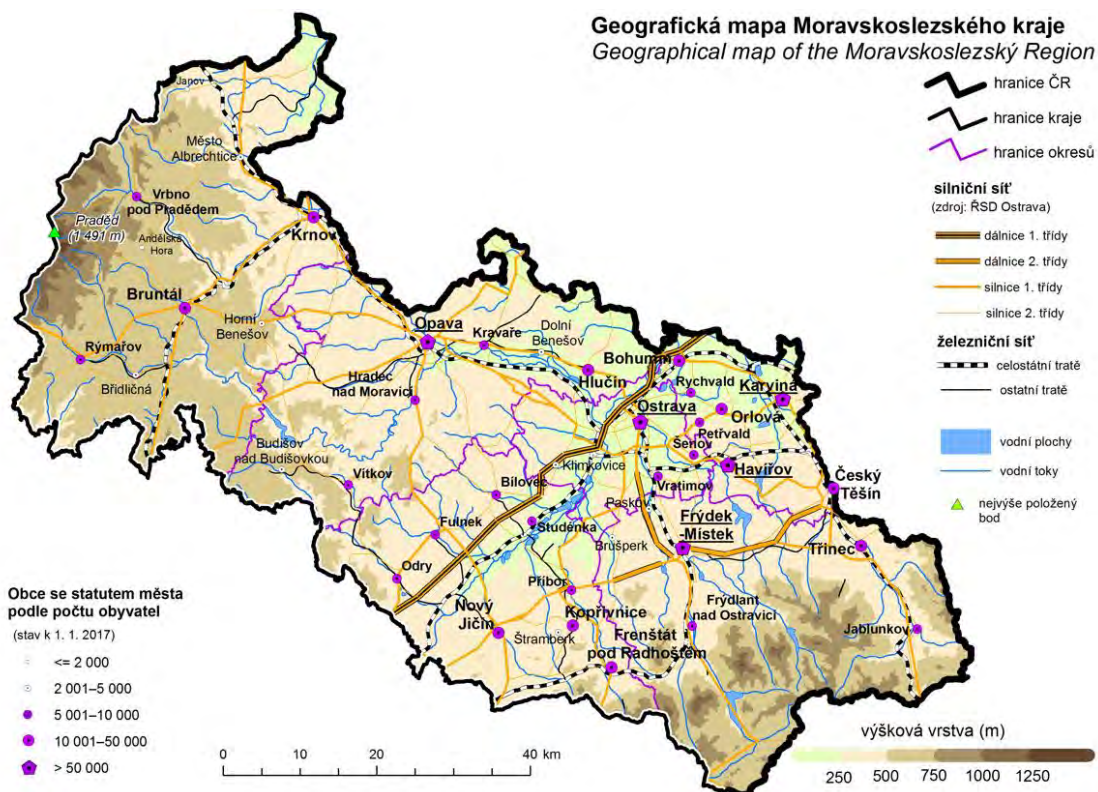 Geografická mapa Moravskoslezského kraje
Geographical map of the Moravskoslezský Region
hranice ČR
hranice kraje
hranice okresů
silniční síť
(zdroj: ŘSD Ostrava)
dálnice 1. třídy
dálnice 2. třídy
silnice 1. třídy
silnice 2. třídy
železniční síť
celostátní tratě
ostatní tratě
vodní plochy
vodní toky
nejvýše položený
bod
Janov
Město
Albrechtice
Vrbno
pod Pradědem
Praděd
(1 491 m)
Andělská
Hora
Krnov
Bruntál
Horní
Benešov
Rýmařov
Břidličná
Opava
Kravaře
Dolní
Benešov
Hlučín
Bohumín
Rychvald
Karviná
Hradec
nad Moravicí
Ostrava
Orlová
Petřvald
Šenov
Havířov
Budišov
nad Budišovkou
Vítkov
Klimkovice
Bílovec
Vratimov
Paskov
Český
Těšín
Fulnek
Studénka
Brušperk
Frýdek
-Místek
Třinec
Odry
Příbor
Nový
Jičín
Kopřivnice
Štramberk
Frýdlant
nad Ostravicí
Frenštát
pod Radhoštěm
Jablunkov
Obce se statutem města
podle počtu obyvatel
(stav k 1. 1. 2017)
<= 2 000
2 001–5 000
5 001–10 000
10 001–50 000
> 50 000
0 10 20 40 km
výšková vrstva (m)
250 500 750 1000 1250